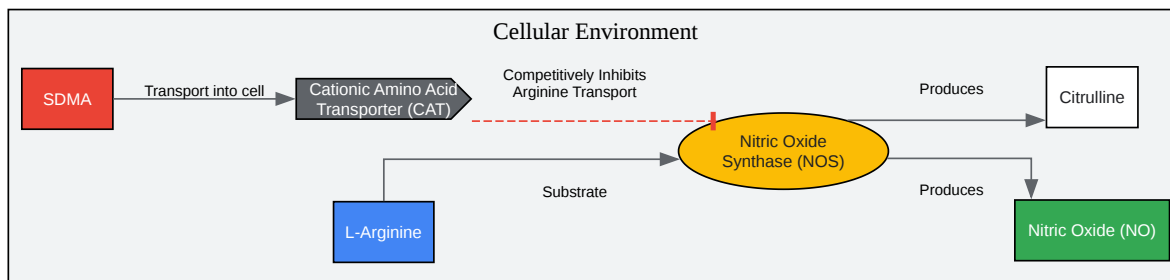 Cellular Environment
SDMA
Transport into cell
Cationic Amino Acid
Transporter (CAT)
Competitively Inhibits
Arginine Transport
Produces
Citrulline
Nitric Oxide
Synthase (NOS)
L-Arginine
Substrate
Produces
Nitric Oxide (NO)